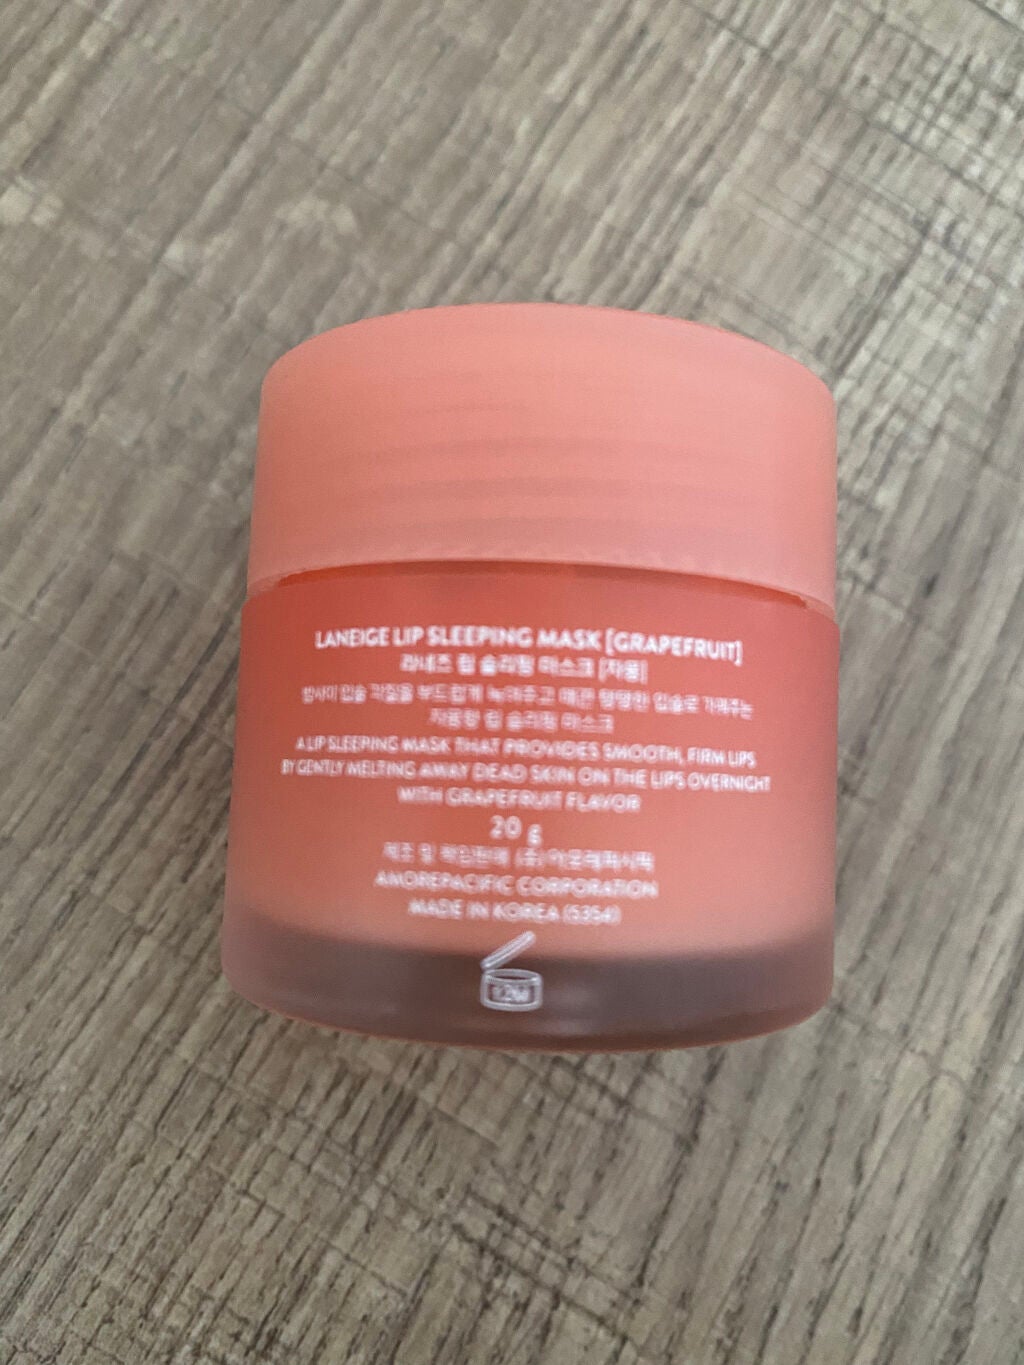 LANEIGE LIP SLEEPING MASK [GRAPEFRUIT]
라네즈 립 슬리핑 마스크 [자몽]
밤사이 입술 각질을 부드럽게 녹여주고 매끈 탱탱한 입술로 가꿔주는
자몽향 립 슬리핑 마스크
A LIP SLEEPING MASK THAT PROVIDES SMOOTH, FIRM LIPS
BY GENTLY MELTING AWAY DEAD SKIN ON THE LIPS OVERNIGHT
WITH GRAPEFRUIT FLAVOR
20 g
제조 및 책임판매 (주)아모레퍼시픽
AMOREPACIFIC CORPORATION
MADE IN KOREA (5354)
12M